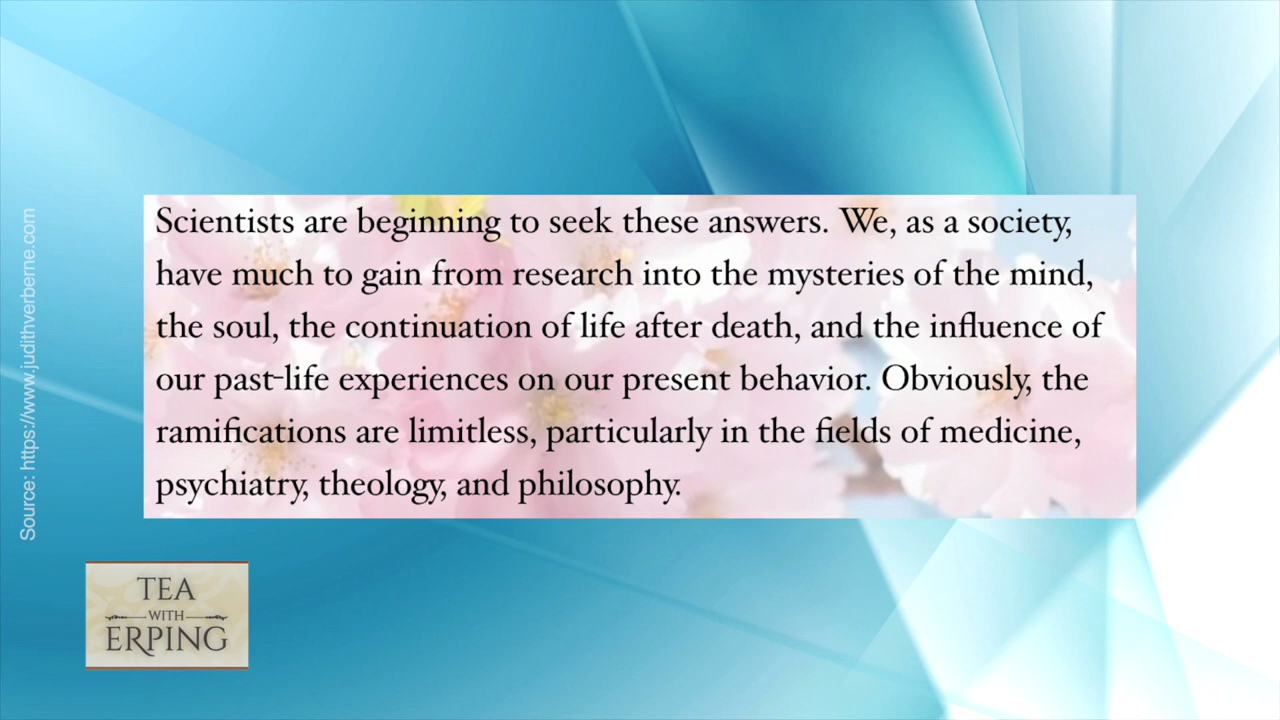 Scientists are beginning to seek these answers. We, as a society,
have much to gain from research into the mysteries of the mind,
the soul, the continuation of life after death, and the influence of
our past-life experiences on our present behavior. Obviously, the
ramifications are limitless, particularly in the fields of medicine,
psychiatry, theology, and philosophy.
Source: https://www.judithverberne.com
TEA
WITH
ERPING